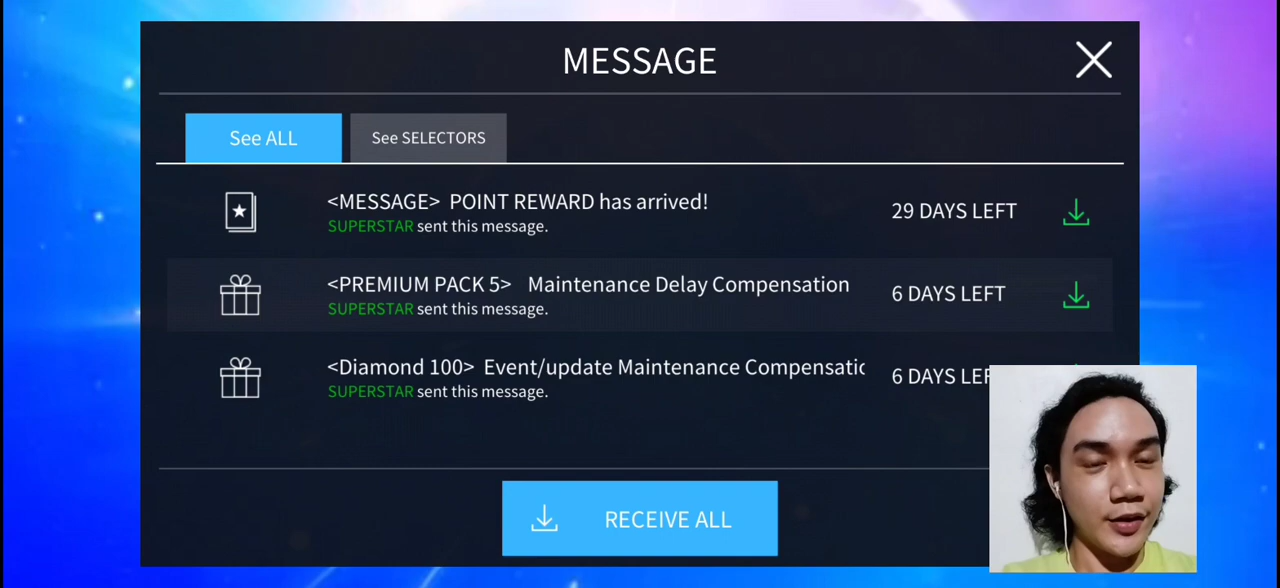 MESSAGE
See ALL
See SELECTORS
<MESSAGE> POINT REWARD has arrived!
SUPERSTAR sent this message.
29 DAYS LEFT
<PREMIUM PACK 5> Maintenance Delay Compensation
SUPERSTAR sent this message.
6 DAYS LEFT
<Diamond 100> Event/update Maintenance Compensatic
SUPERSTAR sent this message.
6 DAYS LEF
RECEIVE ALL